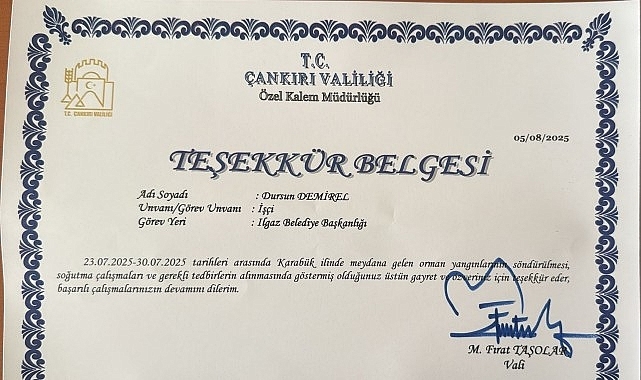 T.C.
ÇANKIRI VALİLİĞİ
Özel Kalem Müdürlüğü
T.C. ÇANKIRI VALİLİĞİ
05/08/2025
TEŞEKKÜR BELGESİ
Adı Soyadı : Dursun DEMİREL
Unvanı/Görev Unvanı : İşçi
Görev Yeri : Ilgaz Belediye Başkanlığı
23.07.2025-30.07.2025 tarihleri arasında Karabük ilinde meydana gelen orman yangınlarının söndürülmesi,
soğutma çalışmaları ve gerekli tedbirlerin alınmasında göstermiş olduğunuz üstün gayret ve özveriniz için teşekkür eder,
başarılı çalışmalarınızın devamını dilerim.
M. Fırat TAŞOLAR
Vali